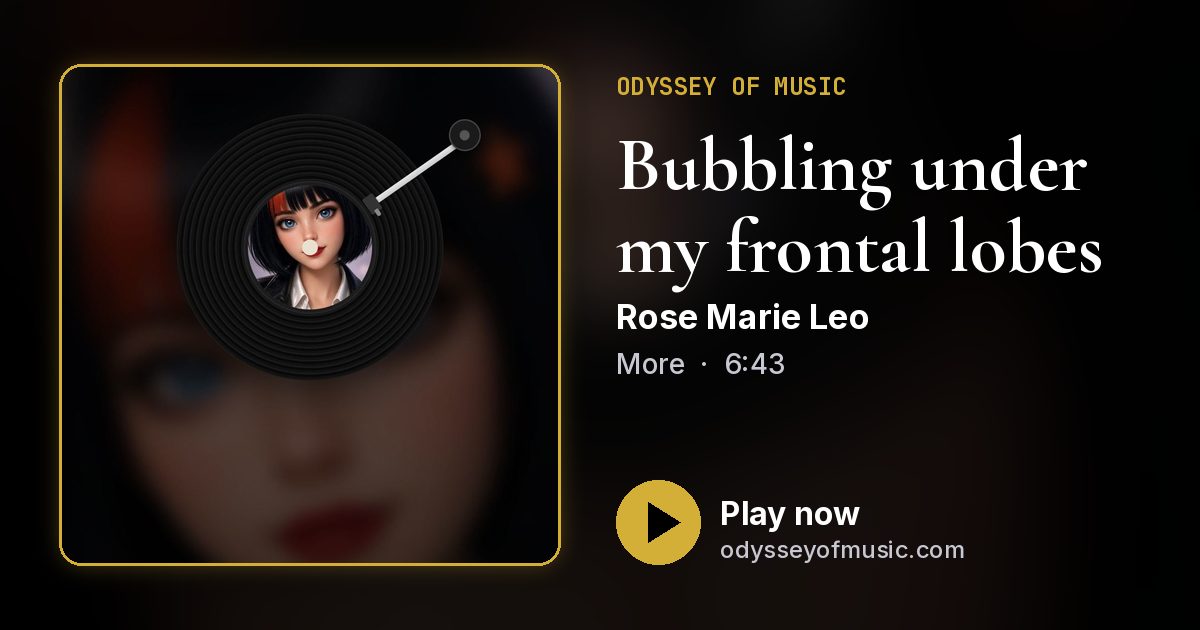 ODYSSEY OF MUSIC
Bubbling under
my frontal lobes
Rose Marie Leo
More · 6:43
Play now
odysseyofmusic.com